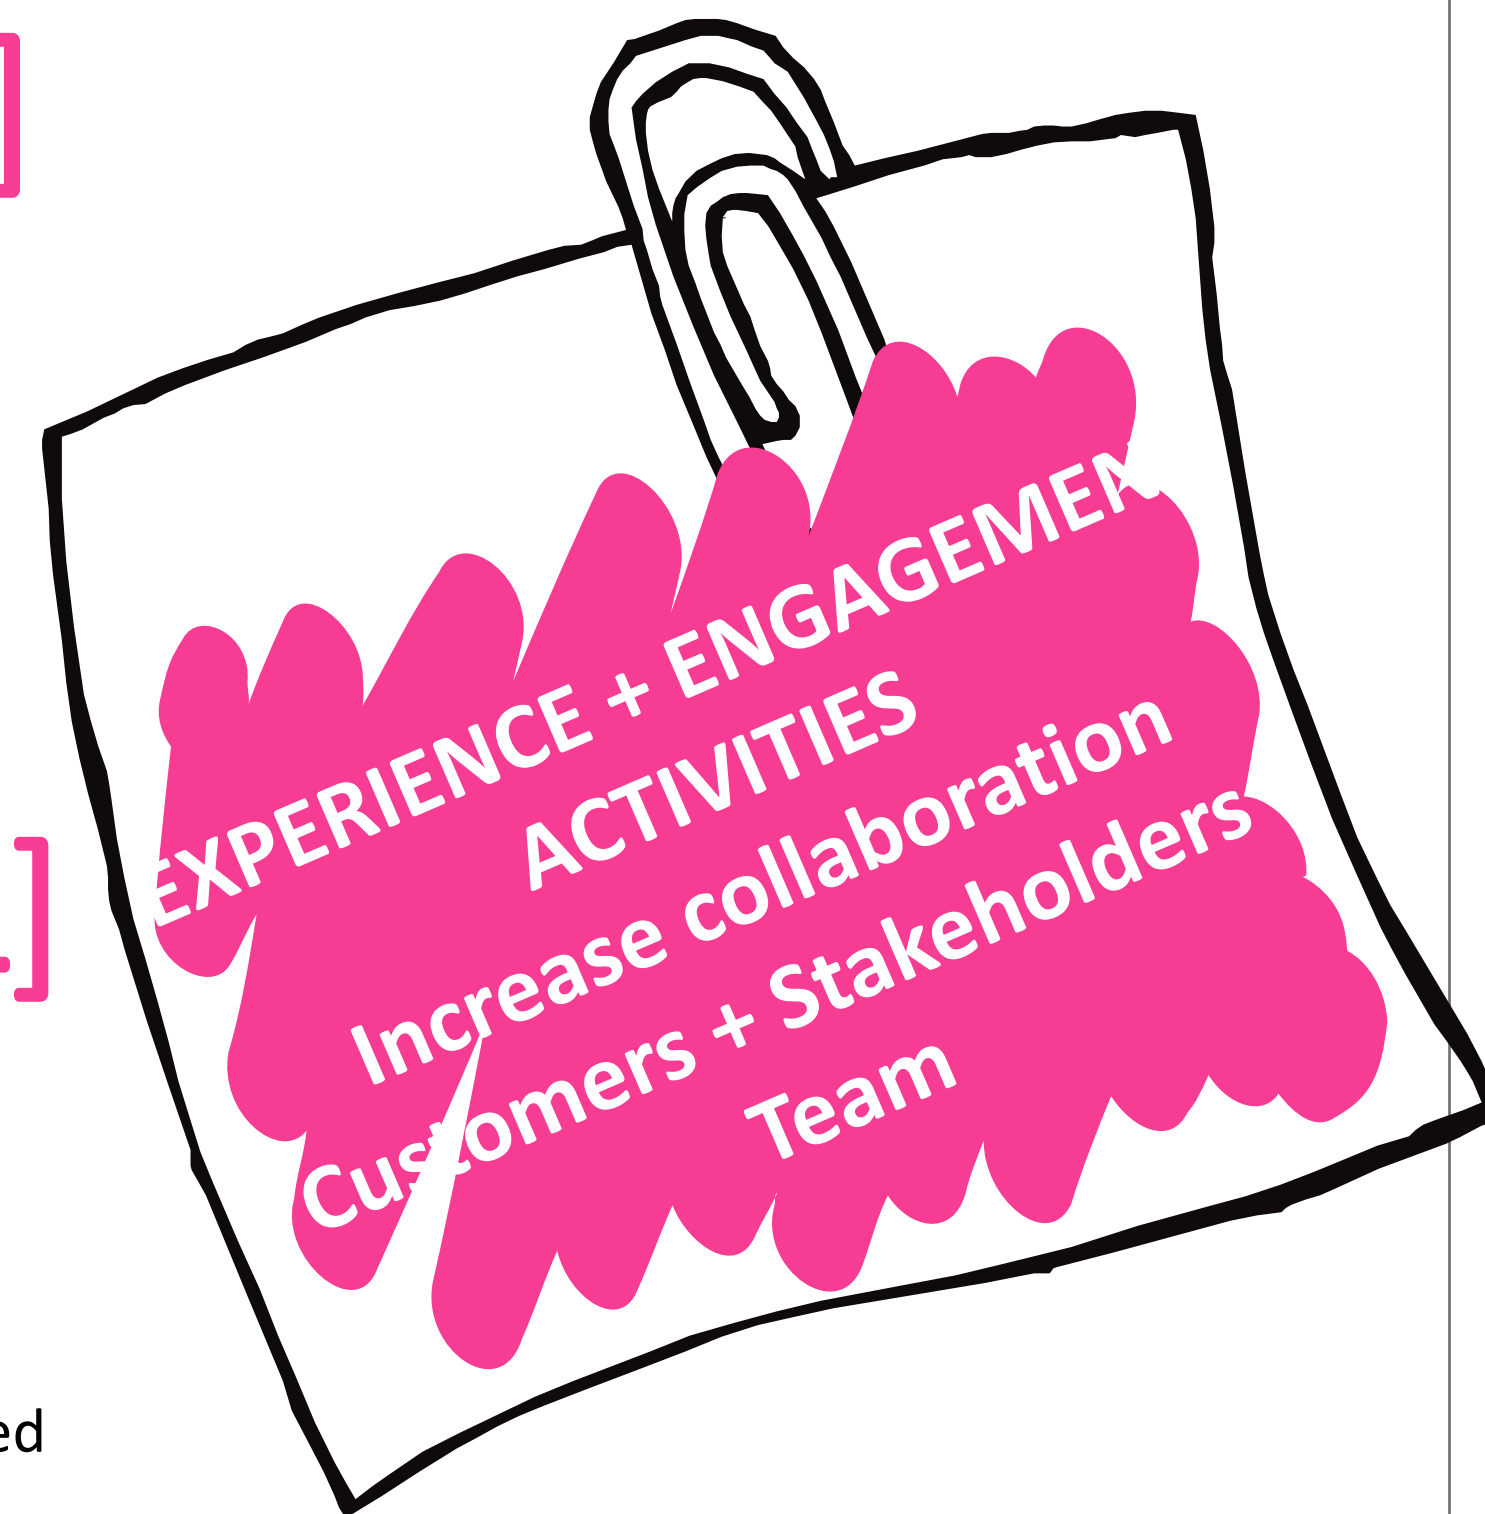 ]
EXPERIENCE + ENGAGEMEN
ACTIVITIES
Increase collaboration
Customers + Stakeholders
Team
.]
ed